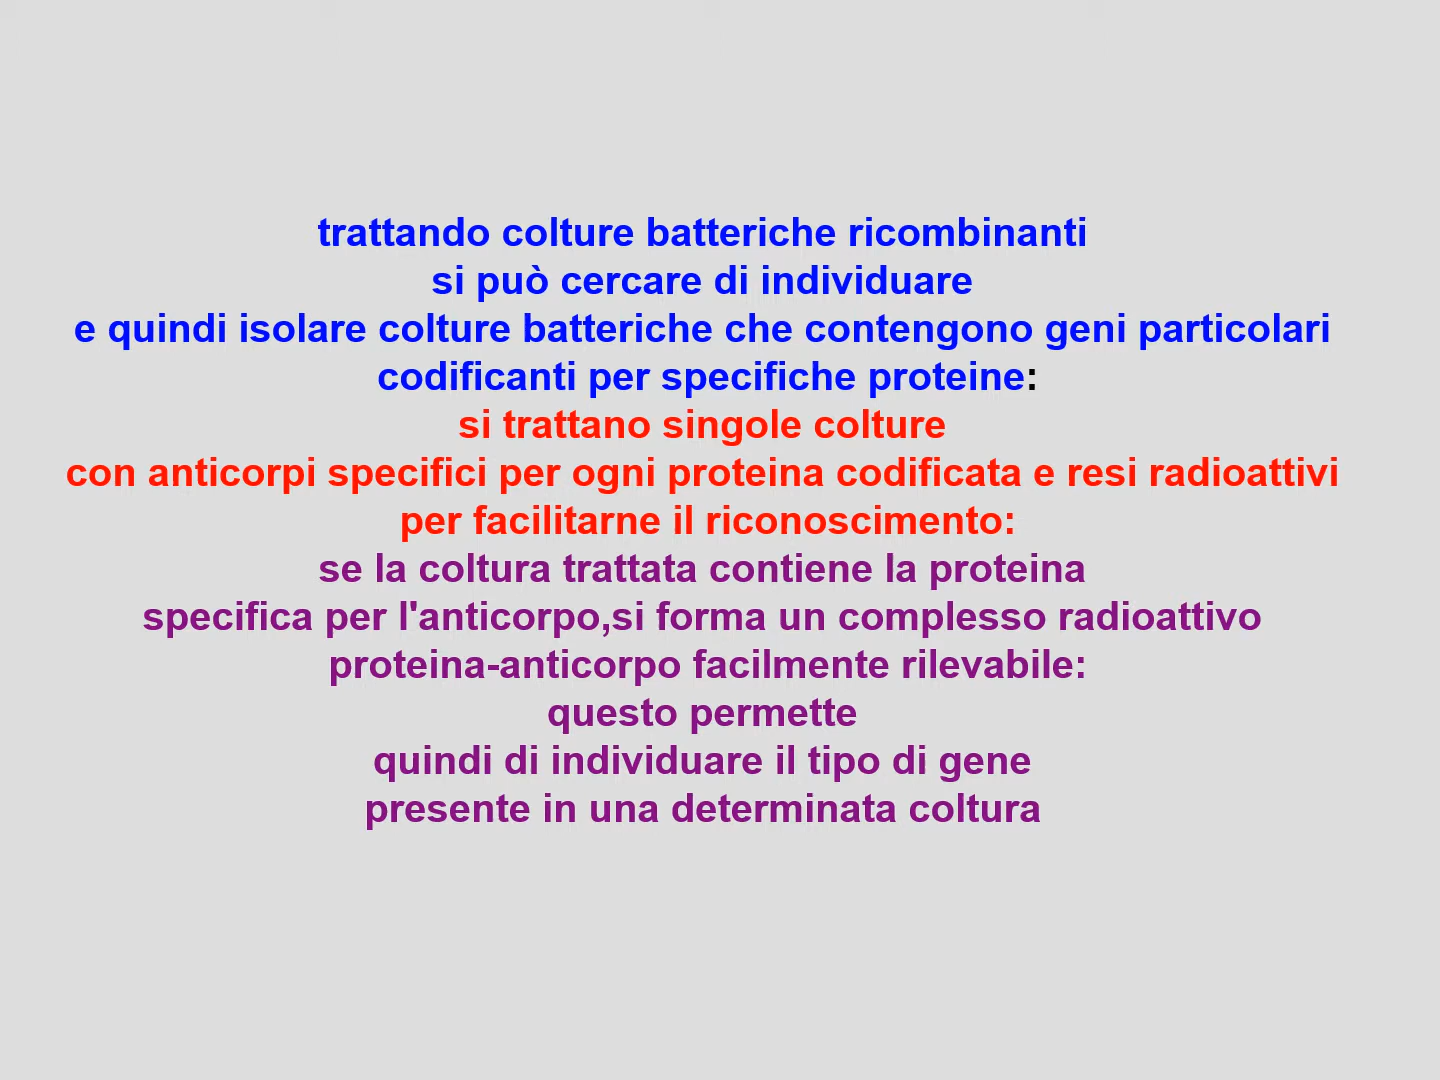 trattando colture batteriche ricombinanti
si può cercare di individuare
e quindi isolare colture batteriche che contengono geni particolari
codificanti per specifiche proteine:
si trattano singole colture
con anticorpi specifici per ogni proteina codificata e resi radioattivi
per facilitarne il riconoscimento:
se la coltura trattata contiene la proteina
specifica per l'anticorpo,si forma un complesso radioattivo
proteina-anticorpo facilmente rilevabile:
questo permette
quindi di individuare il tipo di gene
presente in una determinata coltura